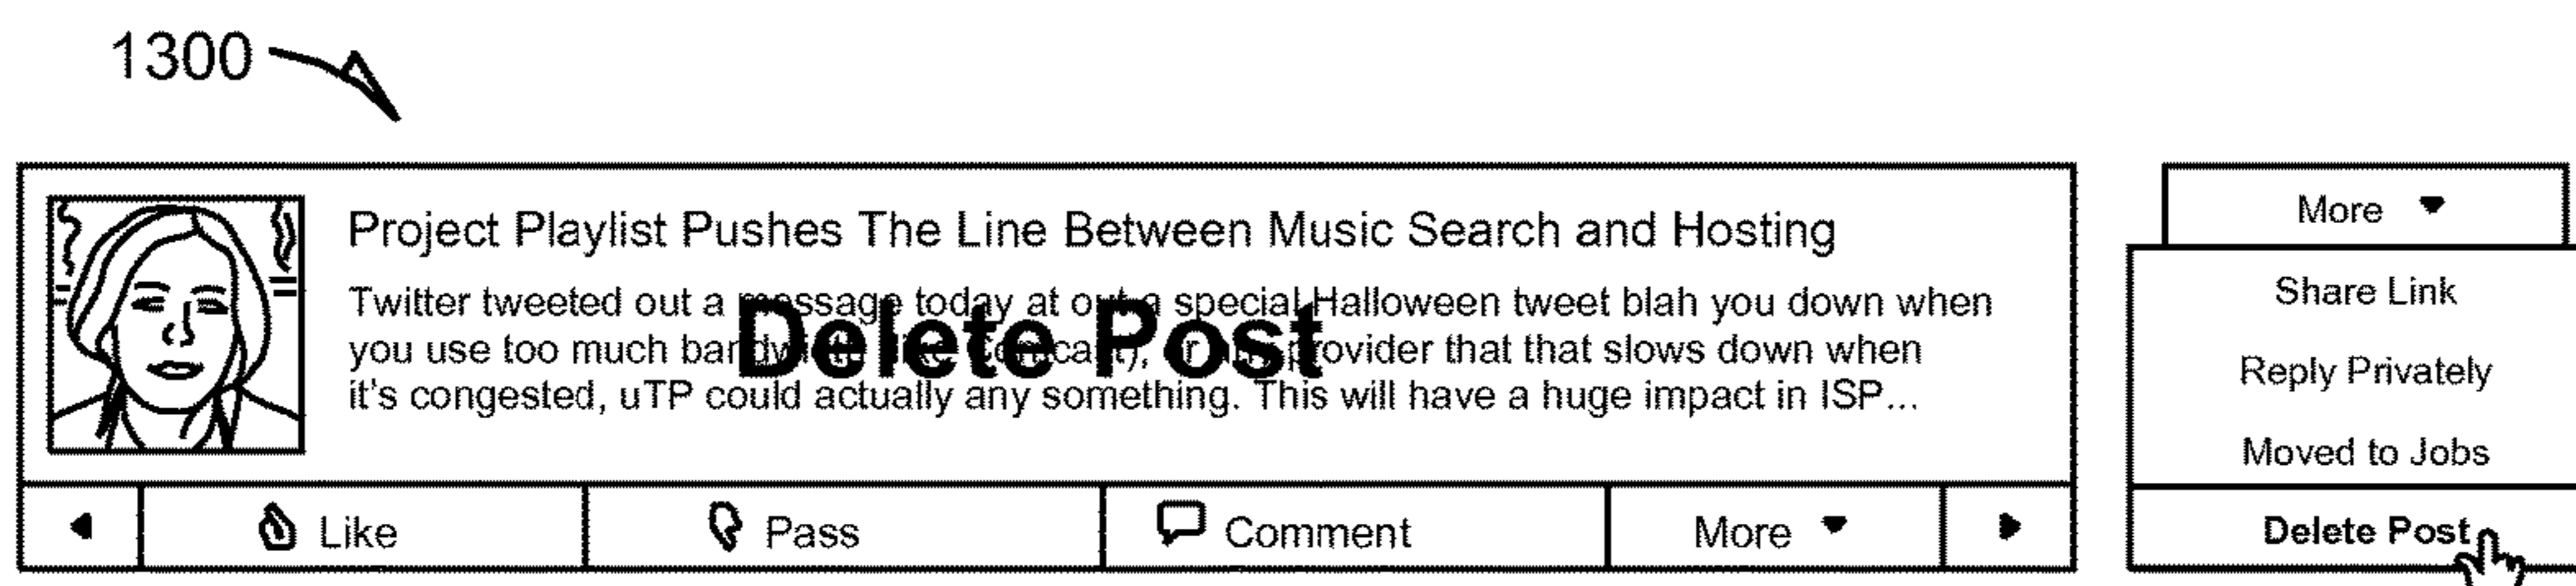 1300
Project Playlist Pushes The Line Between Music Search and Hosting
Twitter tweeted out a message today at out a special Halloween tweet blah you down when
you use too much provider that that slows down when
it's congested, uTP could actually any something. This will have a huge impact in ISP...
Delete Post
Like Pass Comment More
More
Share Link
Reply Privately
Moved to Jobs
Delete Post